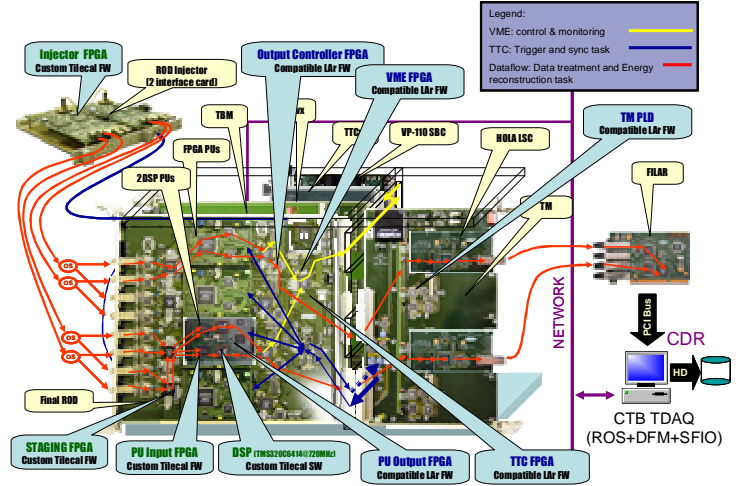 Legend:
VME: control & monitoring
TTC: Trigger and sync task
Dataflow: Data treatment and Energy
reconstruction task
Injector FPGA
Custom Tilecal FW
ROD Injector
(2 interface card)
Output Controller FPGA
Compatible LAr FW
VME FPGA
Compatible LAr FW
TM PLD
Compatible LAr FW
TBM
TTC
VP-110 SBC
HOLA LSC
FPGA PUs
2DSP PUs
TM
FILAR
OS
OS
OS
OS
NETWORK
PCI Bus
CDR
HD
CTB TDAQ
(ROS+DFM+SFIO)
Final ROD
STAGING FPGA
Custom Tilecal FW
PU Input FPGA
Custom Tilecal FW
DSP (TMS320C6414@720MHz)
Custom Tilecal SW
PU Output FPGA
Compatible LAr FW
TTC FPGA
Compatible LAr FW